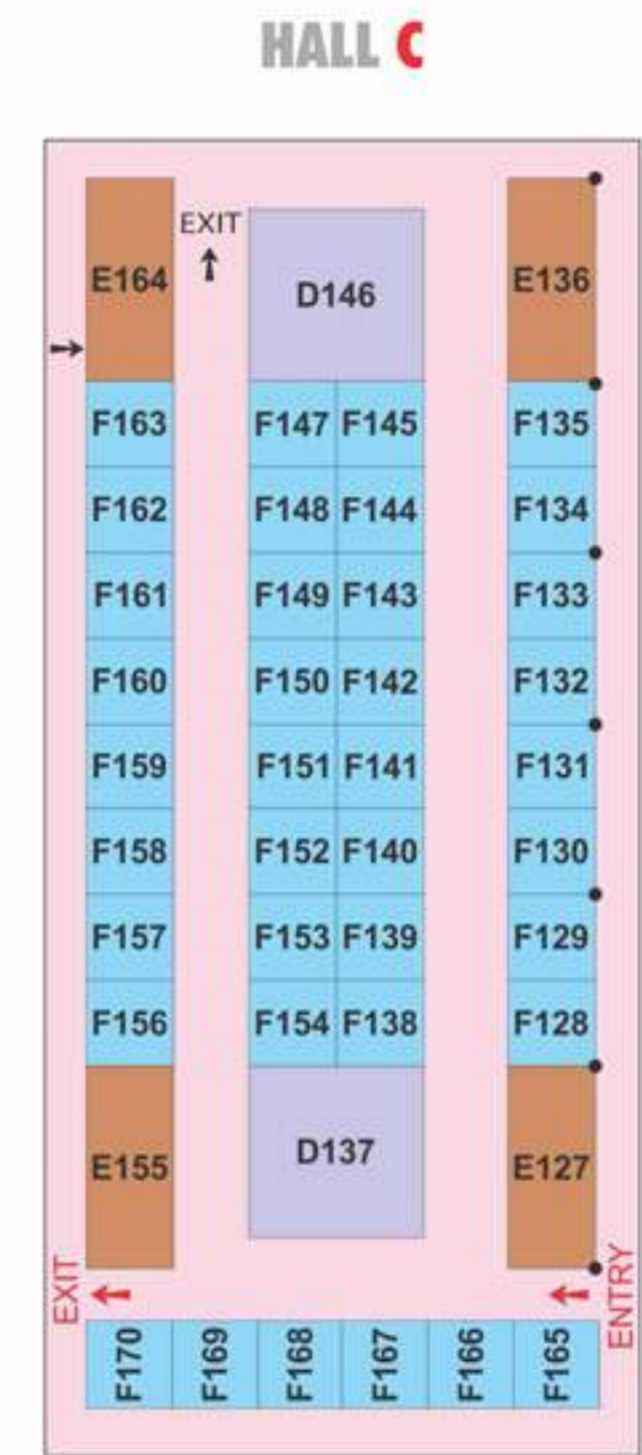 HALL C
EXIT
E164 D146 E136
F163 F147 F145 F135
F162 F148 F144 F134
F161 F149 F143 F133
F160 F150 F142 F132
F159 F151 F141 F131
F158 F152 F140 F130
F157 F153 F139 F129
F156 F154 F138 F128
E155 D137 E127
EXIT ENTRY
F170 F169 F168 F167 F166 F165